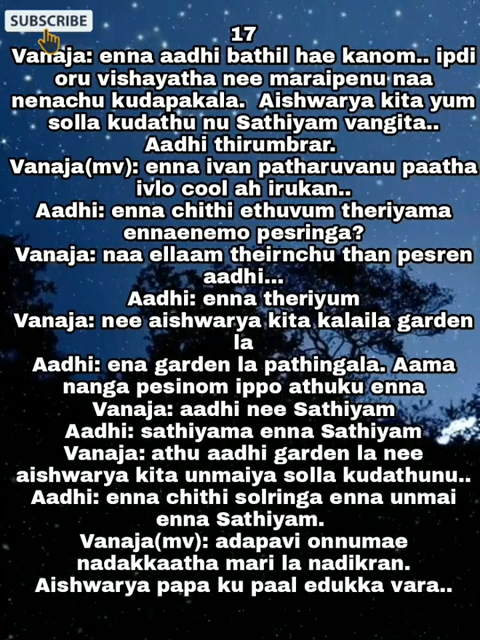 SUBSCRIBE
17
Vanaja: enna aadhi bathil hae kanom.. ipdi
oru vishayatha nee maraipenu naa
nenachu kudapakala. Aishwarya kita yum
solla kudathu nu Sathiyam vangita..
Aadhi thirumbrar.
Vanaja(mv): enna ivan patharuvanu paatha
ivlo cool ah irukan..
Aadhi: enna chithi ethuvum theriyama
ennaenemo pesringa?
Vanaja: naa ellaam theirnchu than pesren
aadhi...
Aadhi: enna theriyum
Vanaja: nee aishwarya kita kalaila garden
la
Aadhi: ena garden la pathingala. Aama
nanga pesinom ippo athuku enna
Vanaja: aadhi nee Sathiyam
Aadhi: sathiyama enna Sathiyam
Vanaja: athu aadhi garden la nee
aishwarya kita unmaiya solla kudathunu..
Aadhi: enna chithi solringa enna unmai
enna Sathiyam.
Vanaja(mv): adapavi onnumae
nadakkaatha mari la nadikran.
Aishwarya papa ku paal edukka vara..